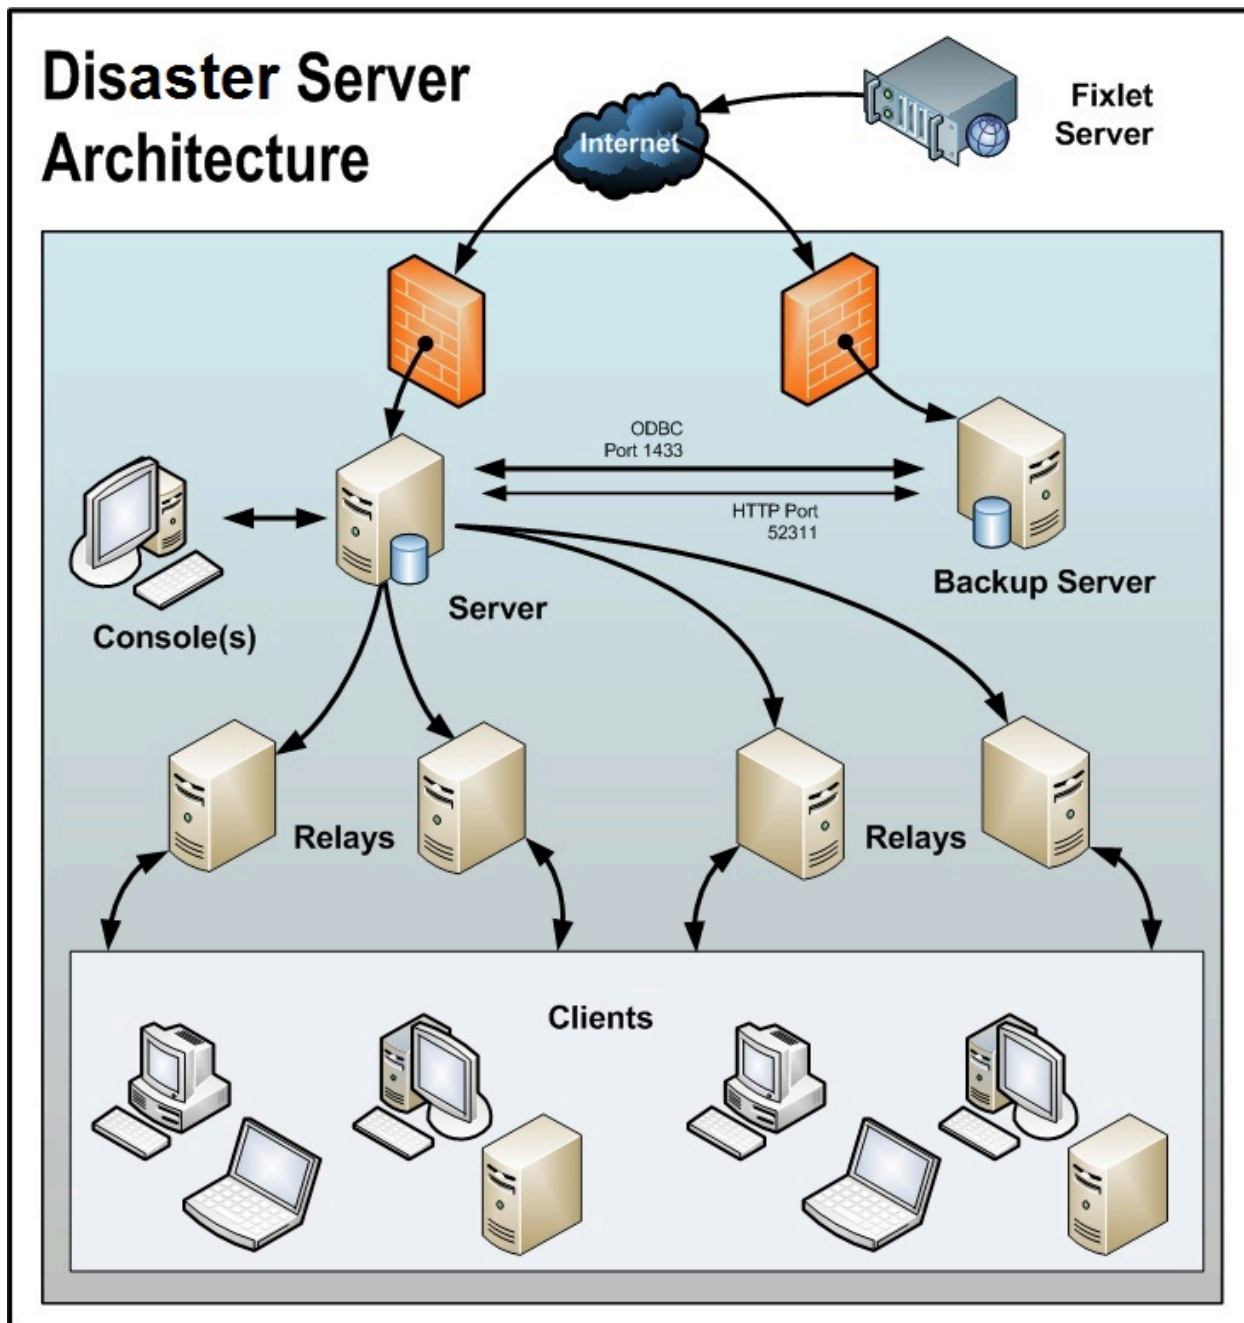 Disaster Server
Architecture
Internet
Fixlet
Server
ODBC
Port 1433
HTTP Port
52311
Console(s)
Server
Backup Server
Relays
Relays
Clients